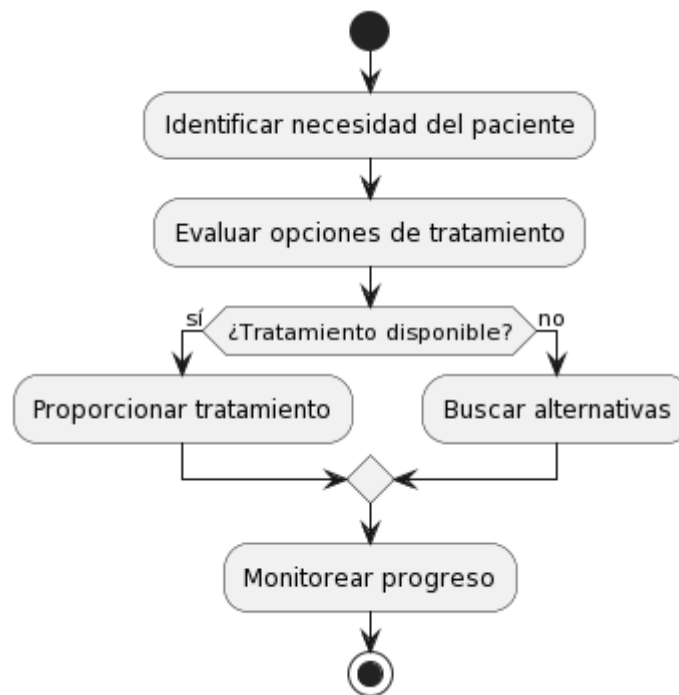 Identificar necesidad del paciente
Evaluar opciones de tratamiento
sí
¿Tratamiento disponible?
no
Proporcionar tratamiento
Buscar alternativas
Monitorear progreso